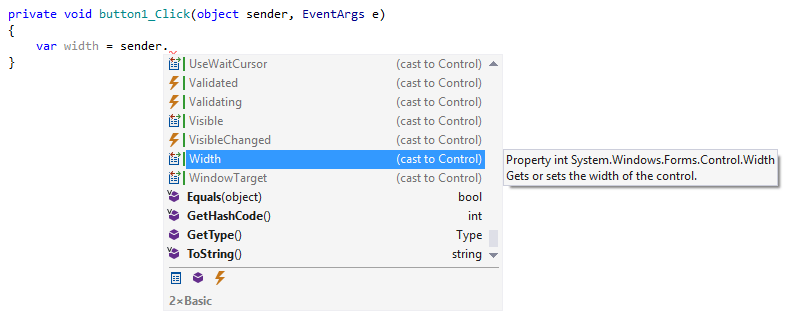 private void button1_Click(object sender, EventArgs e)
{
var width = sender.
}
UseWaitCursor (cast to Control)
Validated (cast to Control)
Validating (cast to Control)
Visible (cast to Control)
VisibleChanged (cast to Control)
Width (cast to Control)
WindowTarget (cast to Control)
Equals(object) bool
GetHashCode() int
GetType() Type
ToString() string
2×Basic
Property int System.Windows.Forms.Control.Width
Gets or sets the width of the control.